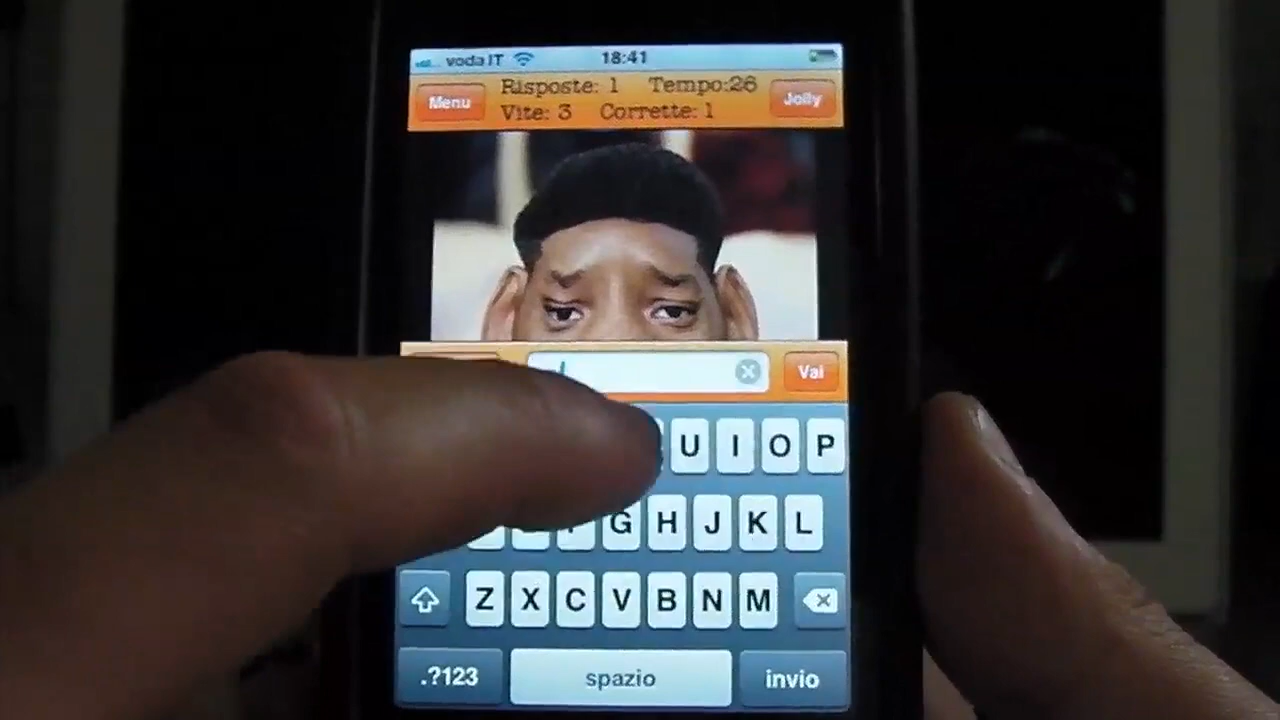 voda IT 18:41
Menu Risposte: 1 Tempo:26 Jolly
Vite: 3 Corrette: 1
Vai
U I O P
G H J K L
Z X C V B N M
.?123 spazio invio